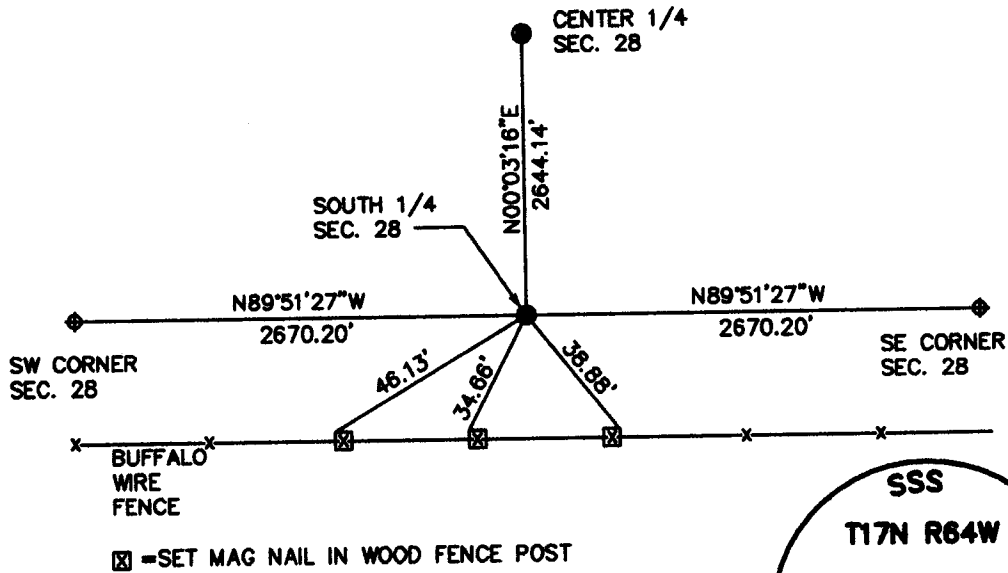 CENTER 1/4
SEC. 28
N00°03'16"E
2644.14'
SOUTH 1/4
SEC. 28
N89°51'27"W
2670.20'
N89°51'27"W
2670.20'
SW CORNER
SEC. 28
SE CORNER
SEC. 28
46.13'
34.66'
38.88'
BUFFALO
WIRE
FENCE
SSS
T17N R64W
=SET MAG NAIL IN WOOD FENCE POST